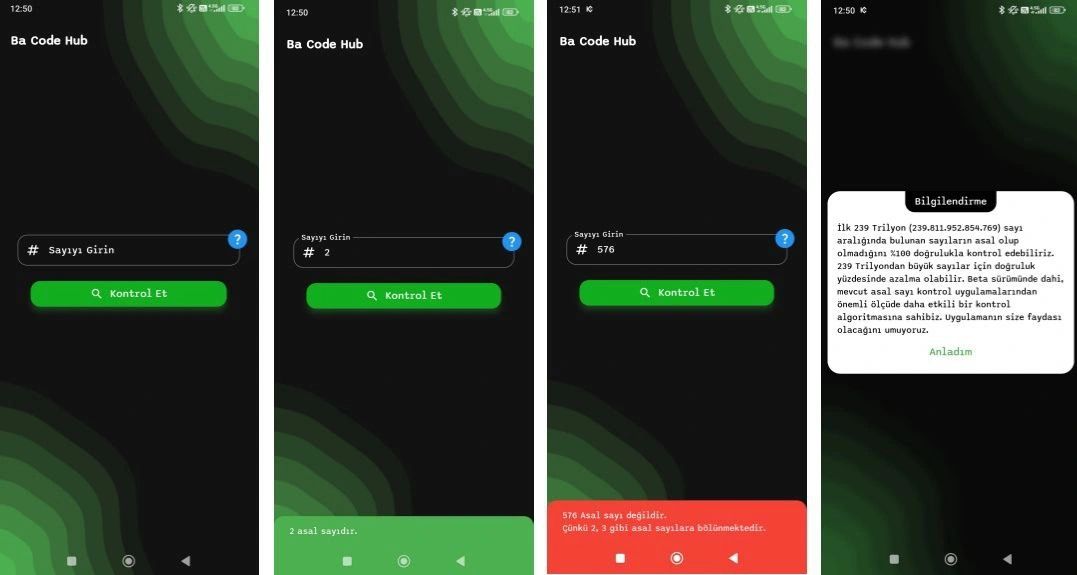 12:50
Ba Code Hub
Sayıyı Girin
?
Kontrol Et
12:50
Ba Code Hub
Sayıyı Girin
?
# 2
Kontrol Et
2 asal sayıdır.
12:51
Ba Code Hub
Sayıyı Girin
?
# 576
Kontrol Et
576 Asal sayı değildir.
Çünkü 2, 3 gibi asal sayılara bölünmektedir.
12:50
Bilgilendirme
İlk 239 Trilyon (239.811.952.854.769) sayı
aralığında bulunan sayıların asal olup
olmadığını %100 doğrulukla kontrol edebiliriz.
239 Trilyondan büyük sayılar için doğruluk
yüzdesinde azalma olabilir. Beta sürümünde dahi,
mevcut asal sayı kontrol uygulamalarından
önemli ölçüde daha etkili bir kontrol
algoritmasına sahibiz. Uygulamanın size faydası
olacağını umuyoruz.
Anladım